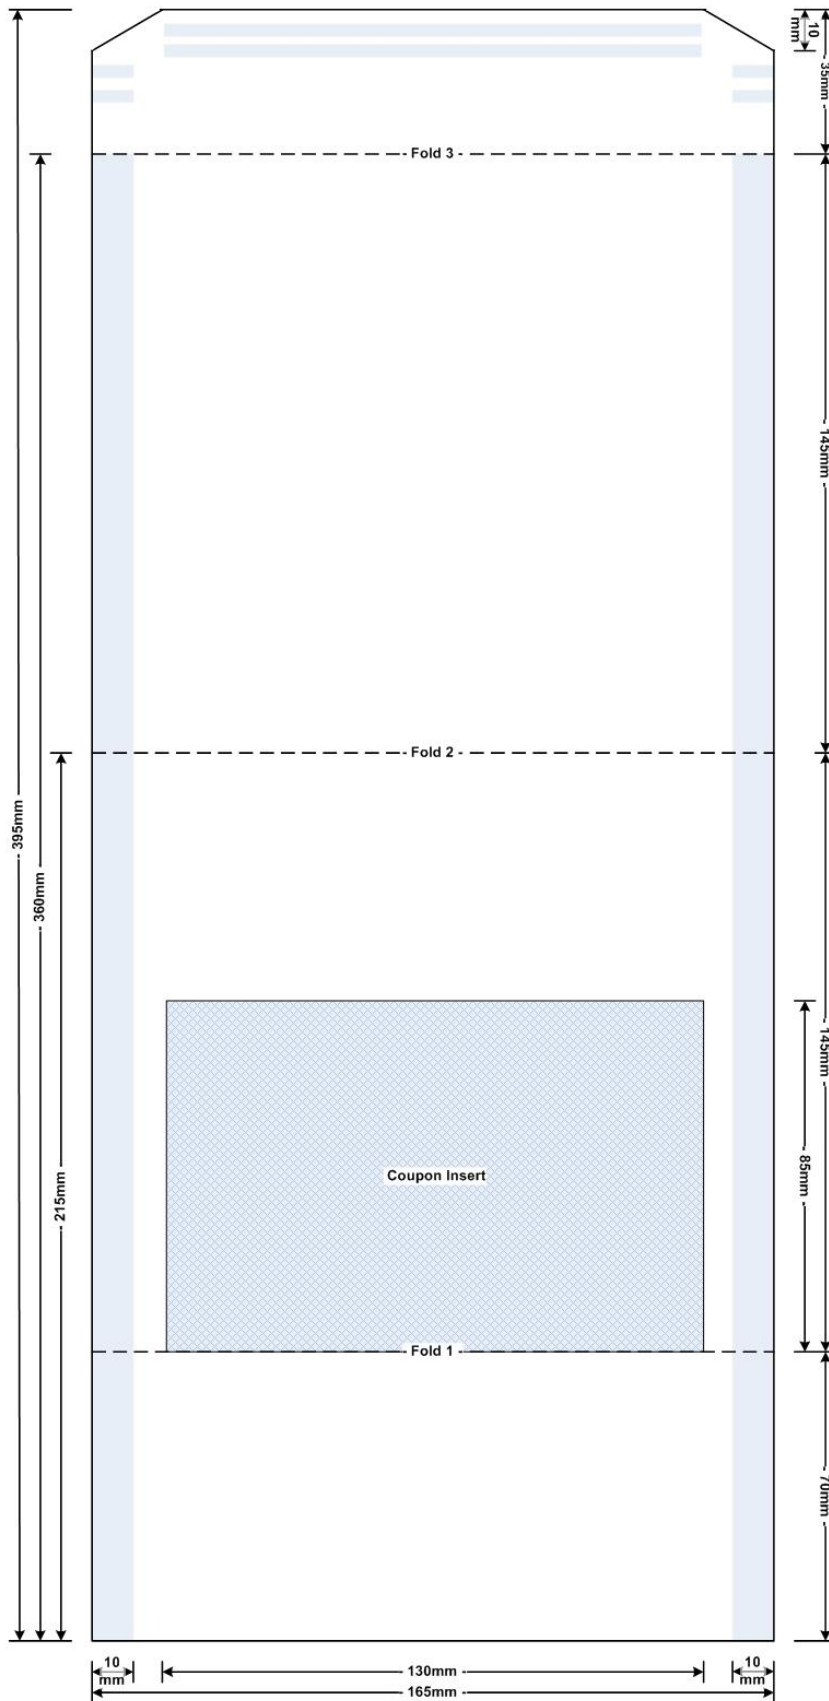 10
mm
- 35mm -
- Fold 3 -
- 145mm -
- Fold 2 -
- 395mm -
- 360mm -
- 215mm -
- 145mm -
- 85mm -
Coupon Insert
- Fold 1 -
- 70mm -
10
mm
- 130mm -
10
mm
- 165mm -